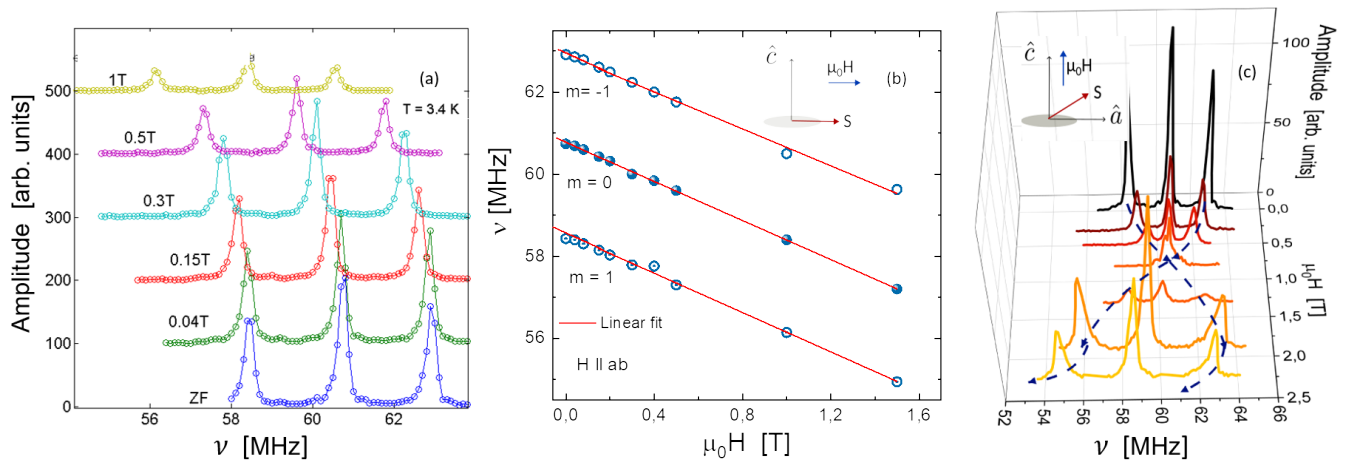 Amplitude [arb. units]
500
400
300
200
100
0
1T
0.5T
0.3T
0.15T
0.04T
ZF
(a)
T = 3.4 K
56
58
60
62
ν [MHz]
ν [MHz]
62
60
58
56
m= -1
m = 0
m = 1
Linear fit
H ll ab
ĉ
μ₀H
S
(b)
0,0
0,4
0,8
1,2
1,6
μ₀H [T]
ĉ
μ₀H
S
â
(c)
Amplitude [arb. units]
100
50
0
0,0
0,5
1,0
1,5
2,0
2,5
μ₀H [T]
52
54
56
58
60
62
64
66
ν [MHz]